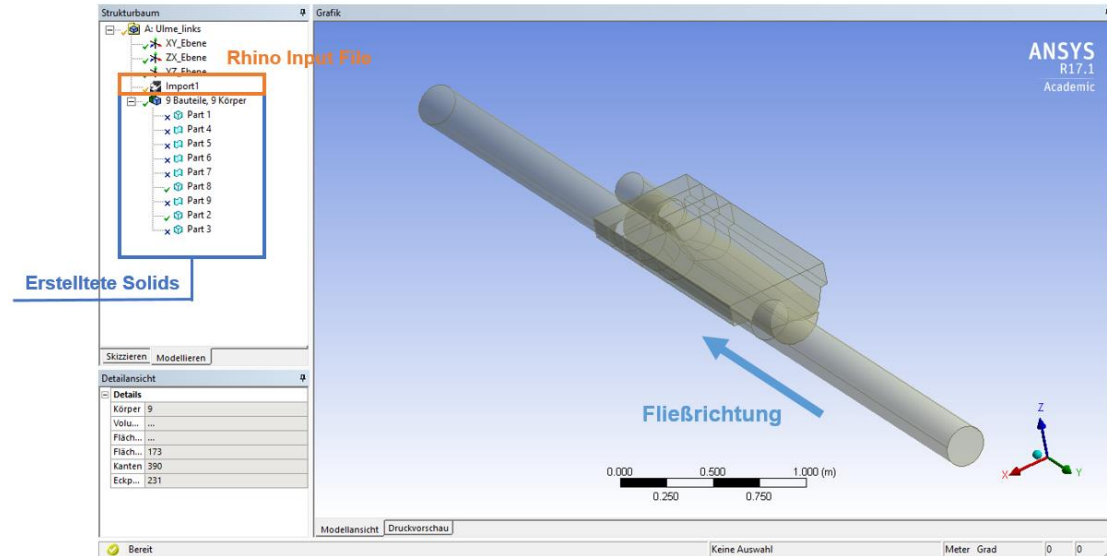 Strukturbaum
A: Ulme_links
XY_Ebene
ZX_Ebene
YZ_Ebene
Rhino Input File
Import1
9 Bauteile, 9 Körper
Part 1
Part 4
Part 5
Part 6
Part 7
Part 8
Part 9
Part 2
Part 3
Erstelltete Solids
Skizzieren Modellieren
Detailansicht
Details
Körper 9
Volu... ...
Fläch... ...
Fläch... 173
Kanten 390
Eckp... 231
Grafik
ANSYS
R17.1
Academic
Fließrichtung
0.000 0.500 1.000 (m)
0.250 0.750
Z
X Y
Modellansicht Druckvorschau
Bereit Keine Auswahl Meter Grad 0 0